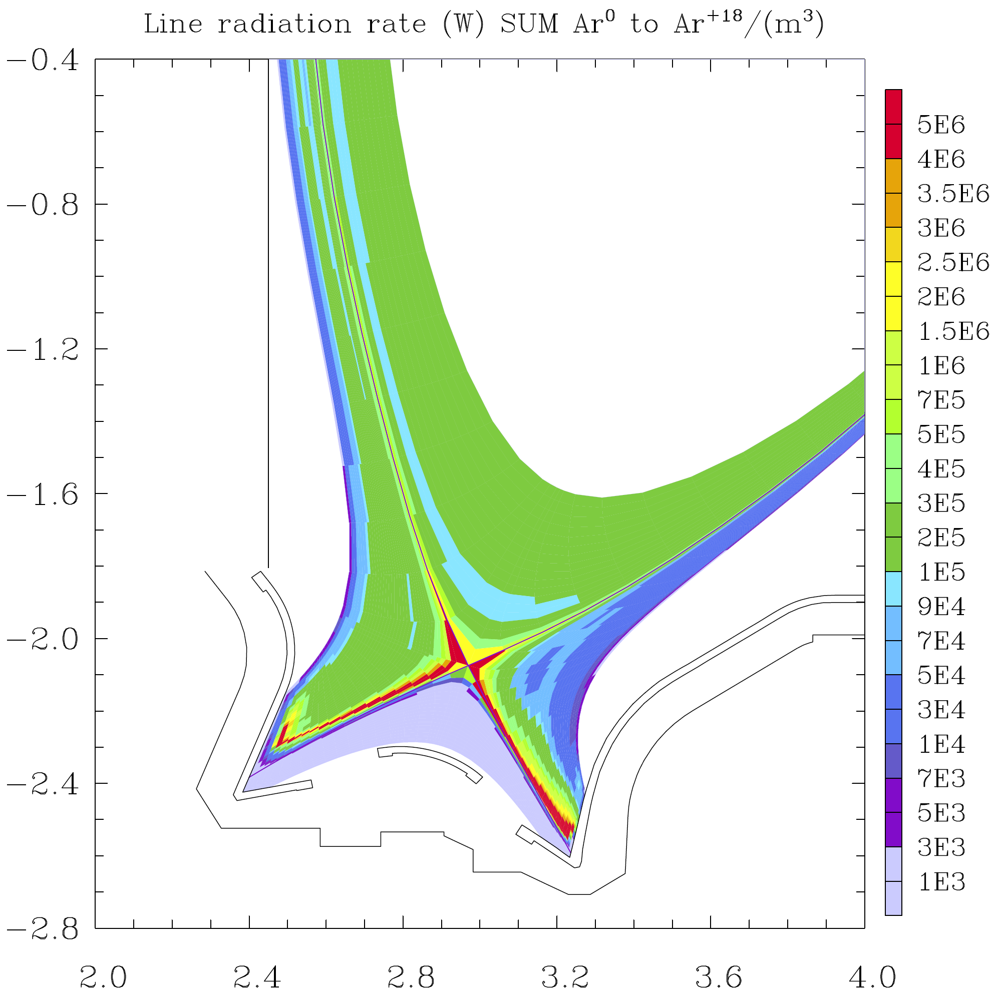 Line radiation rate (W) SUM Ar⁰ to Ar⁺¹⁸/(m³)
−0.4
−0.8
−1.2
−1.6
−2.0
−2.4
−2.8
2.0 2.4 2.8 3.2 3.6 4.0
5E6
4E6
3.5E6
3E6
2.5E6
2E6
1.5E6
1E6
7E5
5E5
4E5
3E5
2E5
1E5
9E4
7E4
5E4
3E4
1E4
7E3
5E3
3E3
1E3